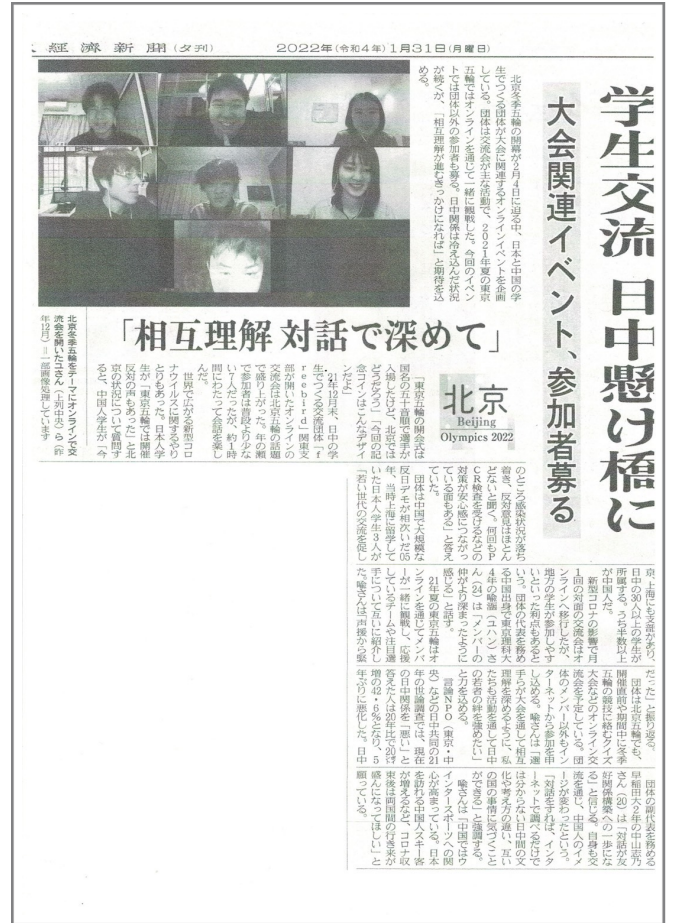 経済新聞(夕刊) 2022年(令和4年)1月31日(月曜日)
学生交流 日中懸け橋に
大会関連イベント、参加者募る
北京冬季五輪の開幕が2月4日に迫る中、日本と中国の学
生でつくる団体が大会に関連するオンラインイベントを企画
している。団体は交流会が主な活動で、2021年夏の東京
五輪ではオンラインを通じて一緒に観戦した。今回のイベン
トでは団体以外の参加者も募る。日中関係は冷え込んだ状況
が続くが、「相互理解が進むきっかけになれば」と期待を込
める。
「相互理解 対話で深めて」
北京冬季五輪をテーマにオンラインで交
流会を開いたユさん(上列中央)ら(昨
年12月)=一部画像処理しています
北京
Beijing
Olympics 2022
「東京五輪の開会式は
国名の五十音順で選手が
入場したけど、北京では
どうだろう」「今回の記
念コインはこんなデザイ
ンだよ」
21年12月末、日中の学
生でつくる交流団体「f
reebird」関東支
部が開いたオンラインの
交流会は北京五輪の話題
で盛り上がった。年の瀬
で参加者は普段より少な
い7人だったが、約1時
間にわたって会話を楽し
んだ。
世界で広がる新型コロ
ナウイルスに関するやり
とりもあった。日本人学
生が「東京五輪では開催
反対の声もあった」と北
京の状況について質問す
ると、中国人学生が「今
のところ感染状況が落ち
着き、反対意見はほとん
どないと聞く。何回もP
CR検査を受けるなどの
対策が安心感につながっ
ている面もある」と答え
ていた。
団体は中国で大規模な
反日デモが相次いだ05
年、当時上海に留学して
いた日本人学生3人が
「若い世代の交流を促し
京、上海にも支部があり、
日中の30人以上の学生が
所属する。うち半数以上
が中国人だ。
新型コロナの影響で月
1回の対面の交流会はオ
ンラインへ移行したが、
地方の学生が参加しやす
いといった利点もあると
いう。団体の代表を務め
る中国出身で東京理科大
4年の喩瀚(ユハン)さ
ん(24)は「メンバーの
仲がより深まったように
感じる」と話す。
21年夏の東京五輪はオ
ンラインを通じてメンバ
ーが一緒に観戦し、応援
しているチームや注目選
手について互いに紹介し
た。喩さんは「声援から緊
だった」と振り返る。
団体は北京五輪でも、
開催直前や期間中に冬季
五輪の競技に絡むクイズ
大会などのオンライン交
流会を予定している。団
体のメンバー以外もイン
ターネットから参加を申
し込める。喩さんは「選
手らが大会を通して相互
理解を深めるように、私
たちも活動を通して日中
の若者の絆を強めたい」
と力を込める。
言論NPO(東京・中
央)などの日中共同の21
年の世論調査では、現在
の日中関係を「悪い」と
答えた人は20年比で20㌽
増の42・6%となり、5
年ぶりに悪化した。日中
団体の副代表を務める
早稲田大2年の中山志乃
さん(20)は「対話が友
好関係構築への一歩にな
る」と信じる。自身も交
流を通じ、中国人のイメ
ージが変わったという。
「対話をすれば、インタ
ーネットで調べるだけで
は分からない日中間の文
化や考え方の違い、互い
の国の事情に気づくこと
ができる」と強調する。
喩さんは「中国ではウ
インタースポーツへの関
心が高まっている。日本
を訪れる中国人スキー客
が増えるなど、コロナ収
束後は両国間の行き来が
盛んになってほしい」と
願っている。